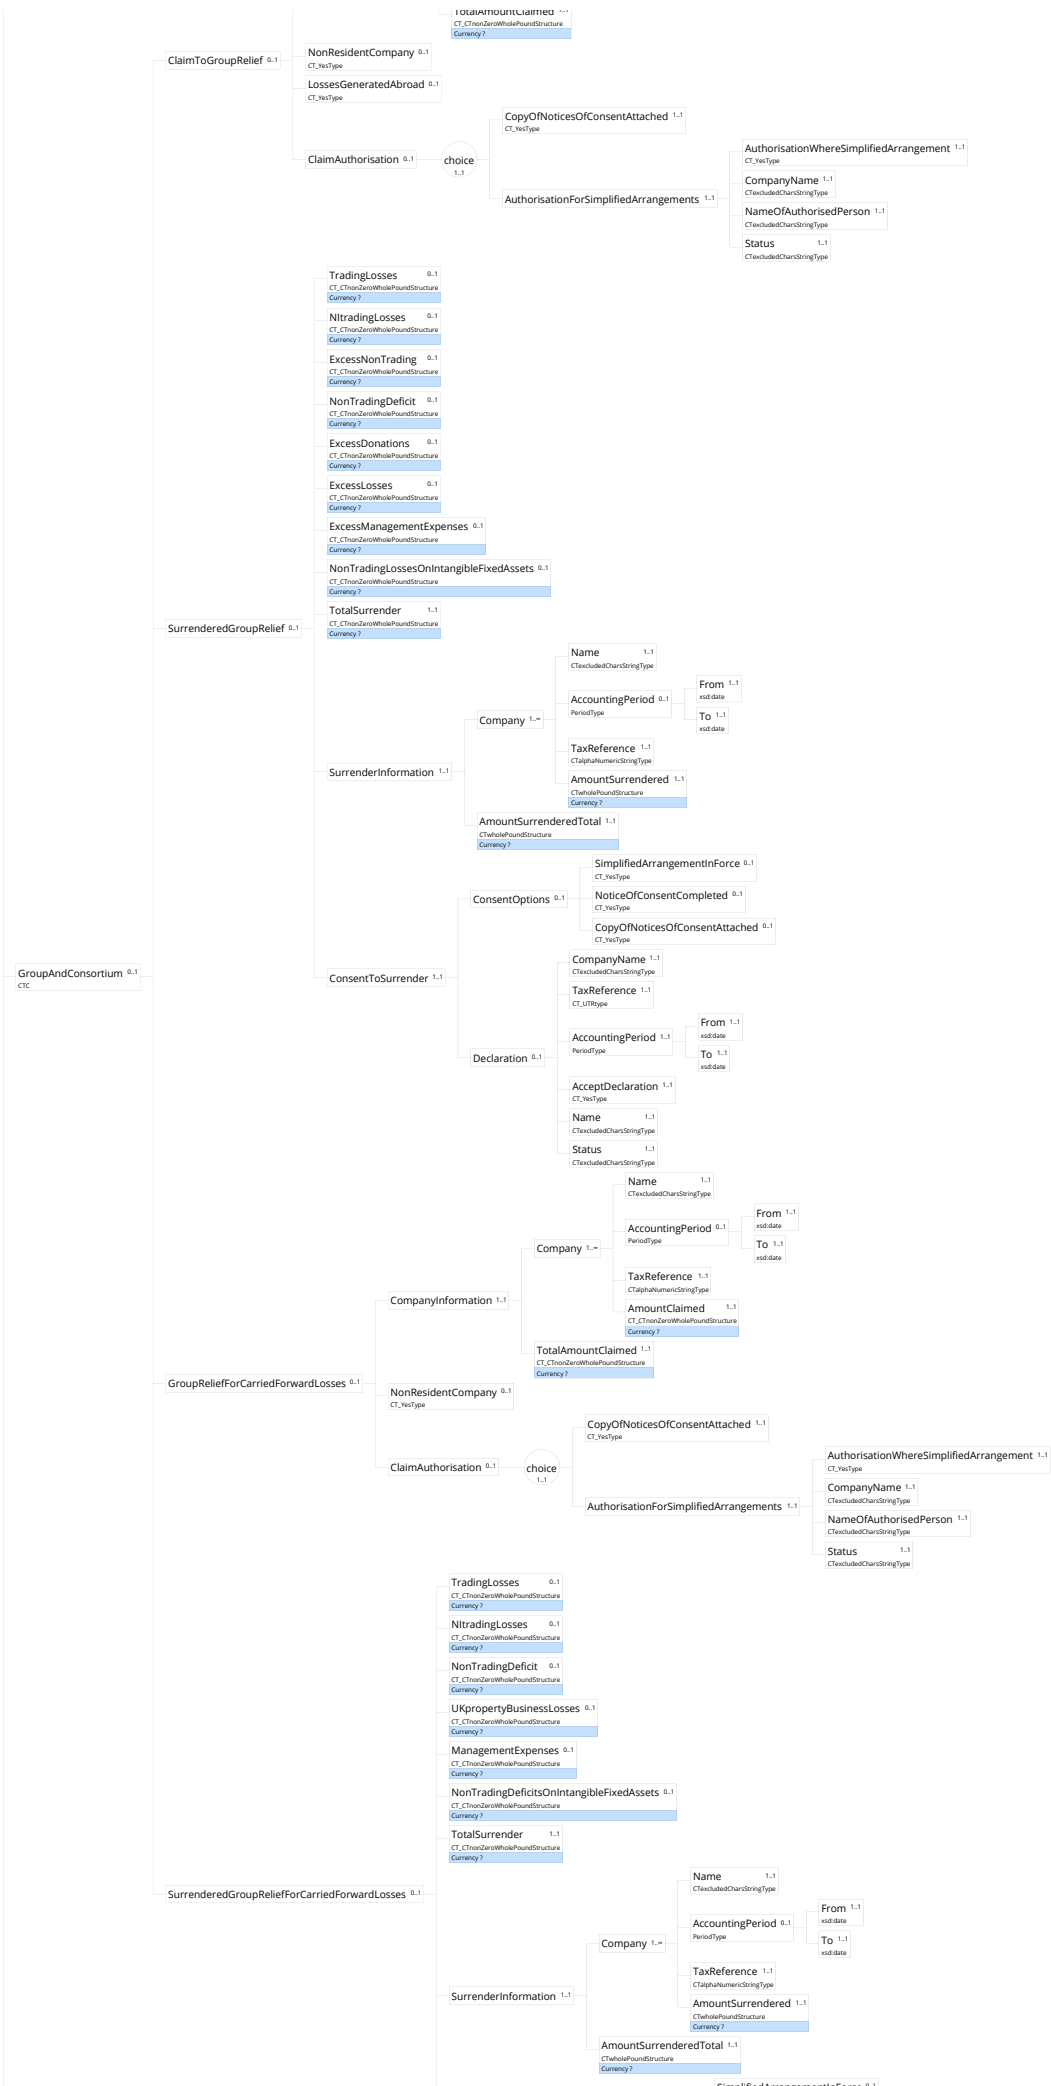 TotalAmountClaimed 1..1
CT_CTnonZeroWholePoundStructure
Currency ?
ClaimToGroupRelief 0..1
NonResidentCompany 0..1
CT_YesType
LossesGeneratedAbroad 0..1
CT_YesType
CopyOfNoticesOfConsentAttached 1..1
CT_YesType
ClaimAuthorisation 0..1
choice
1..1
AuthorisationWhereSimplifiedArrangement 1..1
CT_YesType
CompanyName 1..1
CTexcludedCharsStringType
AuthorisationForSimplifiedArrangements 1..1
NameOfAuthorisedPerson 1..1
CTexcludedCharsStringType
Status 1..1
CTexcludedCharsStringType
TradingLosses 0..1
CT_CTnonZeroWholePoundStructure
Currency ?
NItradingLosses 0..1
CT_CTnonZeroWholePoundStructure
Currency ?
ExcessNonTrading 0..1
CT_CTnonZeroWholePoundStructure
Currency ?
NonTradingDeficit 0..1
CT_CTnonZeroWholePoundStructure
Currency ?
ExcessDonations 0..1
CT_CTnonZeroWholePoundStructure
Currency ?
ExcessLosses 0..1
CT_CTnonZeroWholePoundStructure
Currency ?
ExcessManagementExpenses 0..1
CT_CTnonZeroWholePoundStructure
Currency ?
NonTradingLossesOnIntangibleFixedAssets 0..1
CT_CTnonZeroWholePoundStructure
Currency ?
TotalSurrender 1..1
CT_CTnonZeroWholePoundStructure
Currency ?
SurrenderedGroupRelief 0..1
Name 1..1
CTexcludedCharsStringType
AccountingPeriod 0..1
PeriodType
From 1..1
xsd:date
To 1..1
xsd:date
Company 1..∞
TaxReference 1..1
CTalphaNumericStringType
SurrenderInformation 1..1
AmountSurrendered 1..1
CTwholePoundStructure
Currency ?
AmountSurrenderedTotal 1..1
CTwholePoundStructure
Currency ?
SimplifiedArrangementInForce 0..1
CT_YesType
ConsentOptions 0..1
NoticeOfConsentCompleted 0..1
CT_YesType
CopyOfNoticesOfConsentAttached 0..1
CT_YesType
GroupAndConsortium 0..1
CTC
ConsentToSurrender 1..1
CompanyName 1..1
CTexcludedCharsStringType
TaxReference 1..1
CT_UTRtype
AccountingPeriod 1..1
PeriodType
From 1..1
xsd:date
To 1..1
xsd:date
Declaration 0..1
AcceptDeclaration 1..1
CT_YesType
Name 1..1
CTexcludedCharsStringType
Status 1..1
CTexcludedCharsStringType
Name 1..1
CTexcludedCharsStringType
AccountingPeriod 0..1
PeriodType
From 1..1
xsd:date
To 1..1
xsd:date
Company 1..∞
TaxReference 1..1
CTalphaNumericStringType
CompanyInformation 1..1
AmountClaimed 1..1
CT_CTnonZeroWholePoundStructure
Currency ?
TotalAmountClaimed 1..1
CT_CTnonZeroWholePoundStructure
Currency ?
GroupReliefForCarriedForwardLosses 0..1
NonResidentCompany 0..1
CT_YesType
CopyOfNoticesOfConsentAttached 1..1
CT_YesType
ClaimAuthorisation 0..1
choice
1..1
AuthorisationWhereSimplifiedArrangement 1..1
CT_YesType
CompanyName 1..1
CTexcludedCharsStringType
AuthorisationForSimplifiedArrangements 1..1
NameOfAuthorisedPerson 1..1
CTexcludedCharsStringType
Status 1..1
CTexcludedCharsStringType
TradingLosses 0..1
CT_CTnonZeroWholePoundStructure
Currency ?
NItradingLosses 0..1
CT_CTnonZeroWholePoundStructure
Currency ?
NonTradingDeficit 0..1
CT_CTnonZeroWholePoundStructure
Currency ?
UKpropertyBusinessLosses 0..1
CT_CTnonZeroWholePoundStructure
Currency ?
ManagementExpenses 0..1
CT_CTnonZeroWholePoundStructure
Currency ?
NonTradingDeficitsOnIntangibleFixedAssets 0..1
CT_CTnonZeroWholePoundStructure
Currency ?
TotalSurrender 1..1
CT_CTnonZeroWholePoundStructure
Currency ?
SurrenderedGroupReliefForCarriedForwardLosses 0..1
Name 1..1
CTexcludedCharsStringType
AccountingPeriod 0..1
PeriodType
From 1..1
xsd:date
To 1..1
xsd:date
Company 1..∞
TaxReference 1..1
CTalphaNumericStringType
SurrenderInformation 1..1
AmountSurrendered 1..1
CTwholePoundStructure
Currency ?
AmountSurrenderedTotal 1..1
CTwholePoundStructure
Currency ?
SimplifiedArrangementInForce 0..1